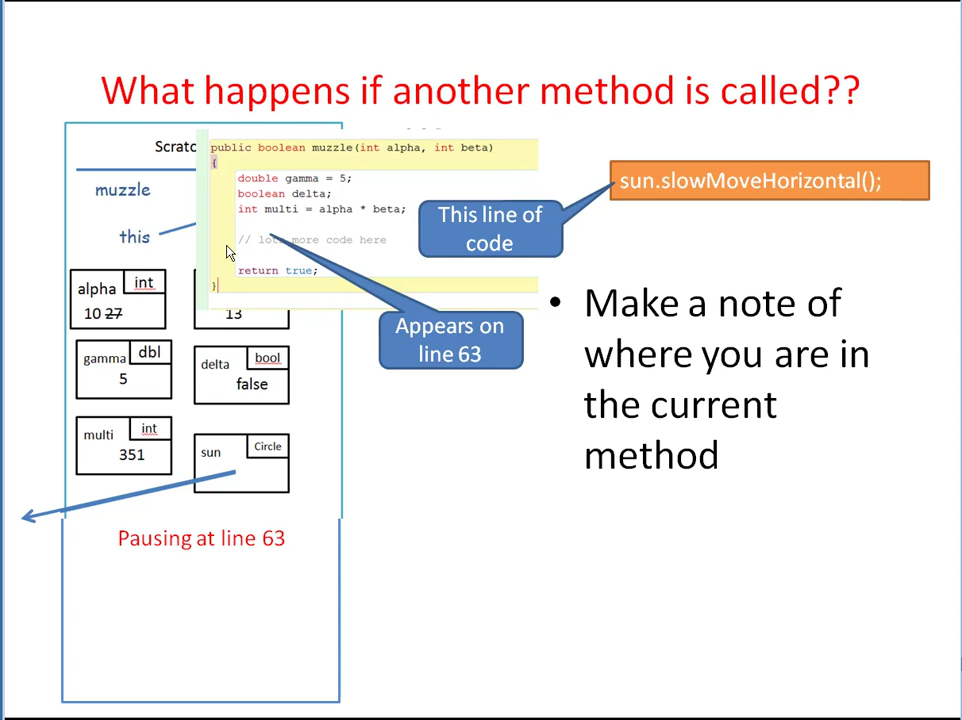 What happens if another method is called??
Scratc
muzzle
this
public boolean muzzle(int alpha, int beta)
{
double gamma = 5;
boolean delta;
int multi = alpha * beta;
// lots more code here
return true;
}
This line of
code
sun.slowMoveHorizontal();
Appears on
line 63
alpha int
10 27
13
gamma dbl
5
delta bool
false
multi int
351
sun Circle
Pausing at line 63
• Make a note of
where you are in
the current
method